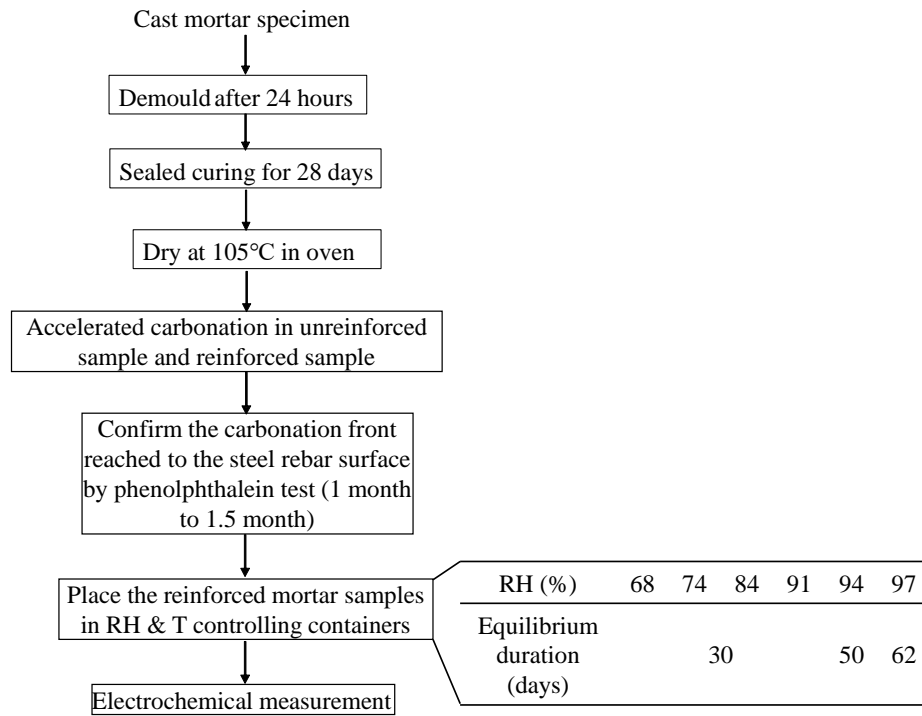 Cast mortar specimen
Demould after 24 hours
Sealed curing for 28 days
Dry at 105°C in oven
Accelerated carbonation in unreinforced
sample and reinforced sample
Confirm the carbonation front
reached to the steel rebar surface
by phenolphthalein test (1 month
to 1.5 month)
Place the reinforced mortar samples
in RH & T controlling containers
RH (%) 68 74 84 91 94 97
Equilibrium
duration
(days)
30 50 62
Electrochemical measurement